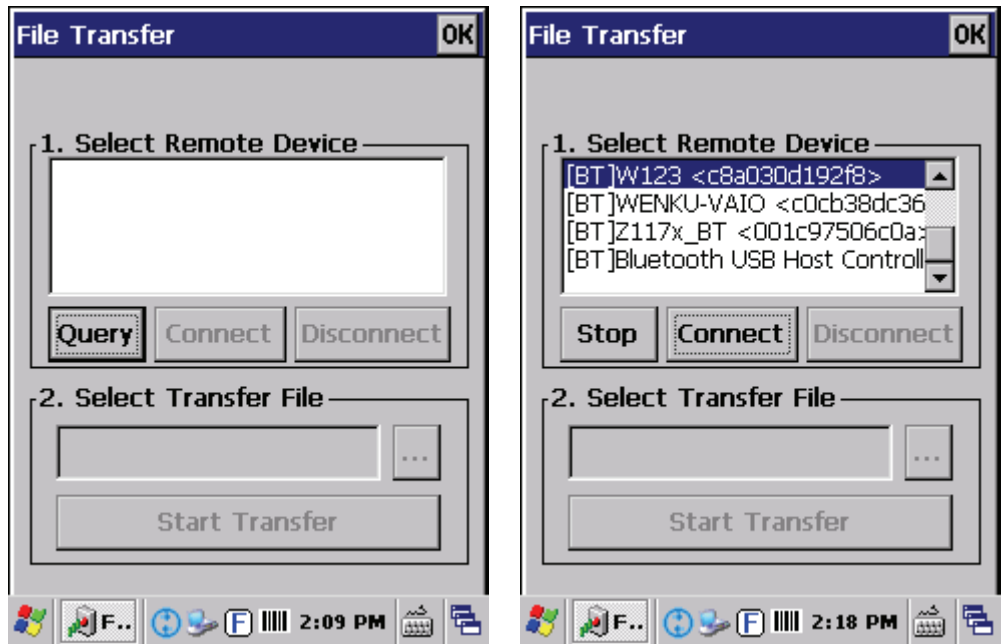 File Transfer OK
1. Select Remote Device
Query Connect Disconnect
2. Select Transfer File
...
Start Transfer
F.. F 2:09 PM
File Transfer OK
1. Select Remote Device
[BT]W123 <c8a030d192f8>
[BT]WENKU-VAIO <c0cb38dc36
[BT]Z117x_BT <001c97506c0a>
[BT]Bluetooth USB Host Controll
Stop Connect Disconnect
2. Select Transfer File
...
Start Transfer
F.. F 2:18 PM